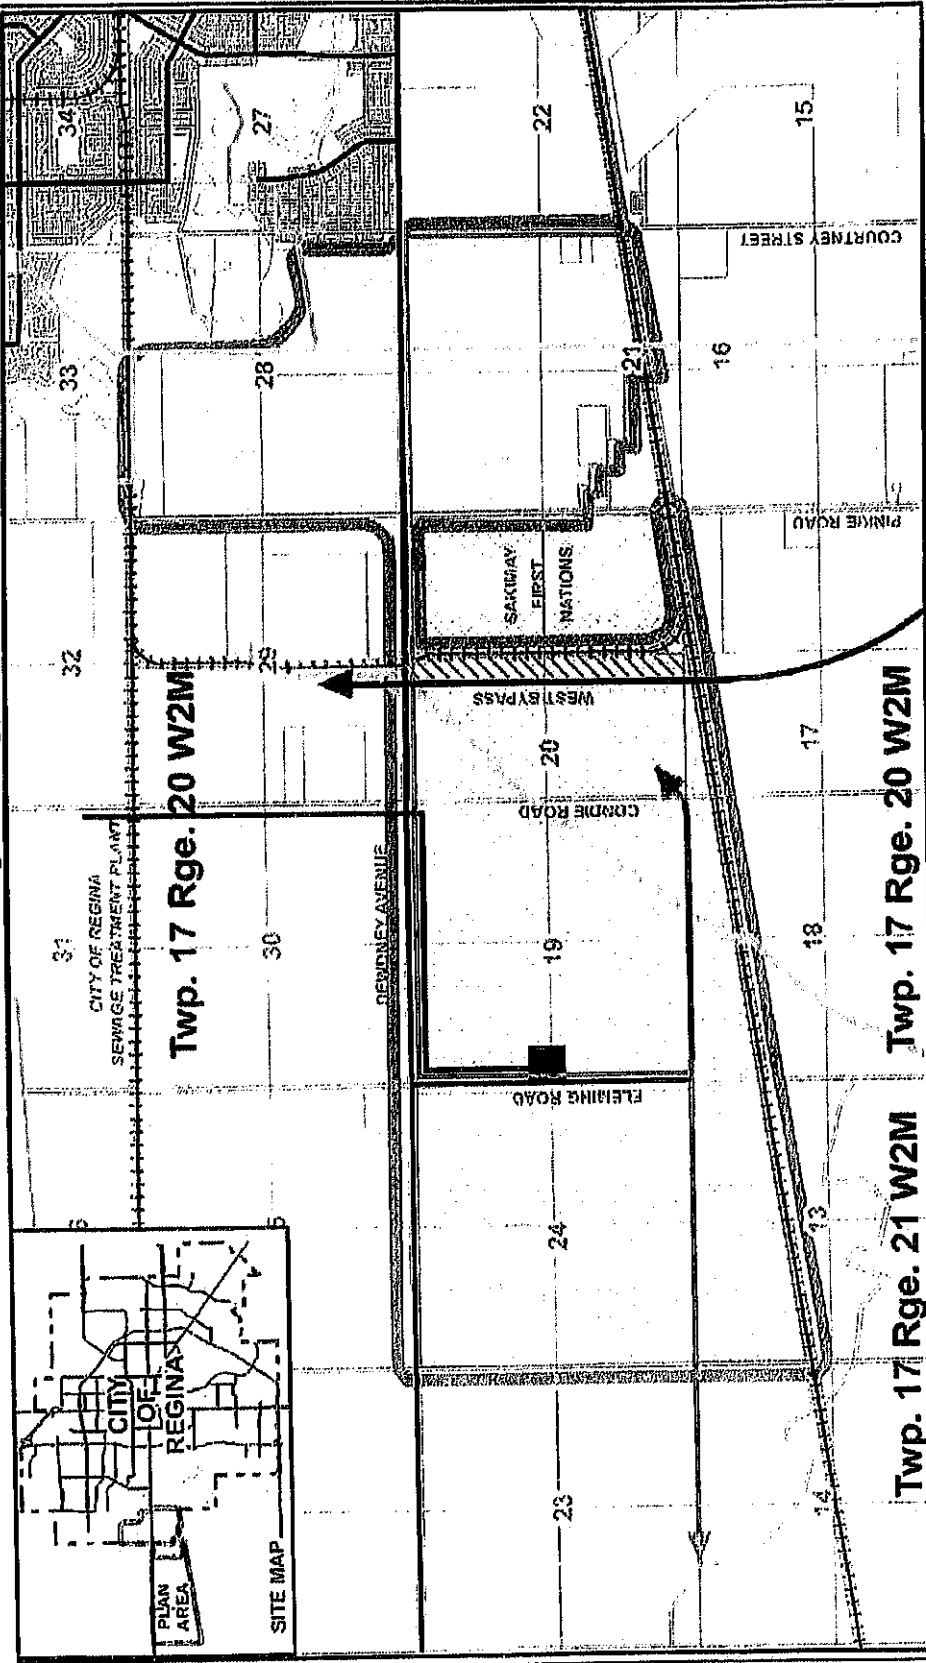 CITY
OF
REGINA
PLAN
AREA
SITE MAP
31
32
33
34
CITY OF REGINA
SEWAGE TREATMENT PLANT
Twp. 17 Rge. 20 W2M
30
29
28
27
DEWDNEY AVENUE
23
24
19
20
21
22
FLEMING ROAD
CONDIE ROAD
WEST BYPASS
SAKIMAY
FIRST
NATIONS
PINKIE ROAD
COURTNEY STREET
14
13
18
17
16
15
Twp. 17 Rge. 21 W2M
Twp. 17 Rge. 20 W2M